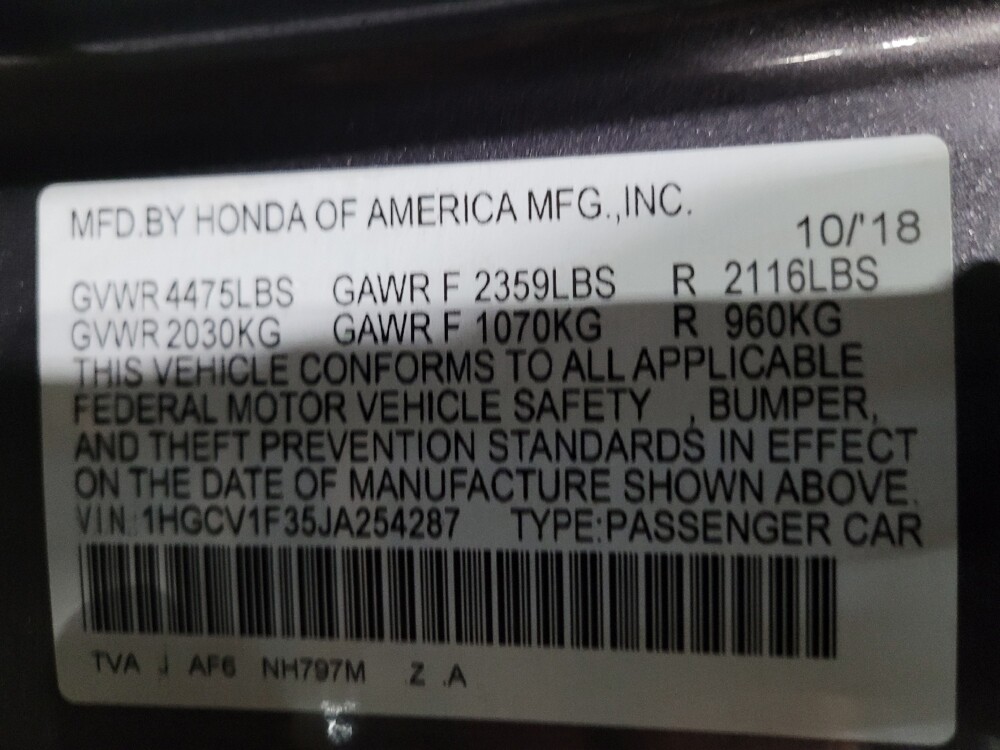 MFD.BY HONDA OF AMERICA MFG.,INC.
10/'18
GVWR 4475LBS GAWR F 2359LBS R 2116LBS
GVWR 2030KG GAWR F 1070KG R 960KG
THIS VEHICLE CONFORMS TO ALL APPLICABLE
FEDERAL MOTOR VEHICLE SAFETY , BUMPER,
AND THEFT PREVENTION STANDARDS IN EFFECT
ON THE DATE OF MANUFACTURE SHOWN ABOVE.
VIN: 1HGCV1F35JA254287 TYPE:PASSENGER CAR
TVA J AF6 NH797M Z .A